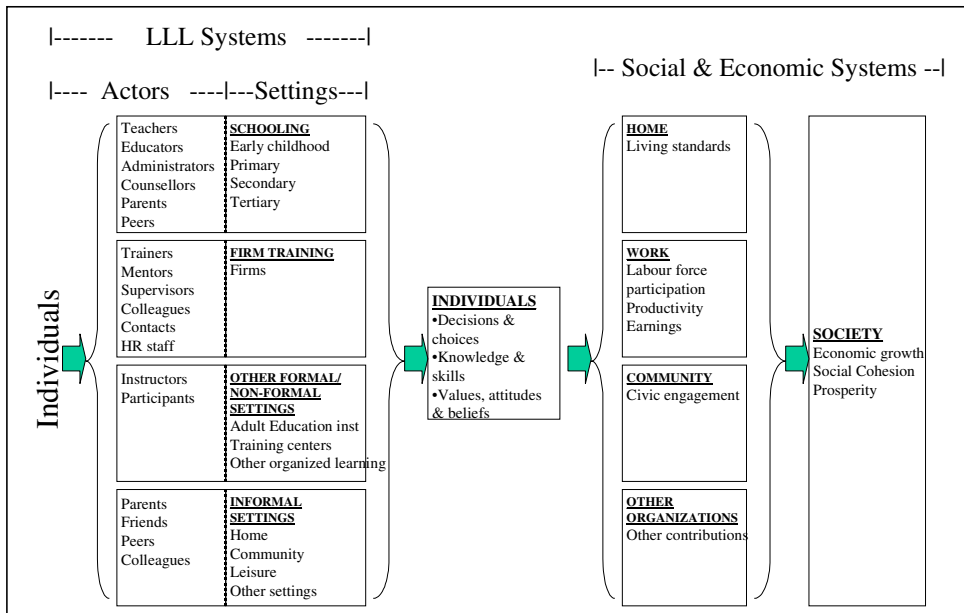 |------- LLL Systems -------|
|-- Social & Economic Systems --|
|---- Actors ----|---Settings---|
Individuals
Teachers
Educators
Administrators
Counsellors
Parents
Peers
SCHOOLING
Early childhood
Primary
Secondary
Tertiary
Trainers
Mentors
Supervisors
Colleagues
Contacts
HR staff
FIRM TRAINING
Firms
Instructors
Participants
OTHER FORMAL/
NON-FORMAL
SETTINGS
Adult Education inst
Training centers
Other organized learning
Parents
Friends
Peers
Colleagues
INFORMAL
SETTINGS
Home
Community
Leisure
Other settings
INDIVIDUALS
•Decisions &
choices
•Knowledge &
skills
•Values, attitudes
& beliefs
HOME
Living standards
WORK
Labour force
participation
Productivity
Earnings
COMMUNITY
Civic engagement
OTHER
ORGANIZATIONS
Other contributions
SOCIETY
Economic growth
Social Cohesion
Prosperity